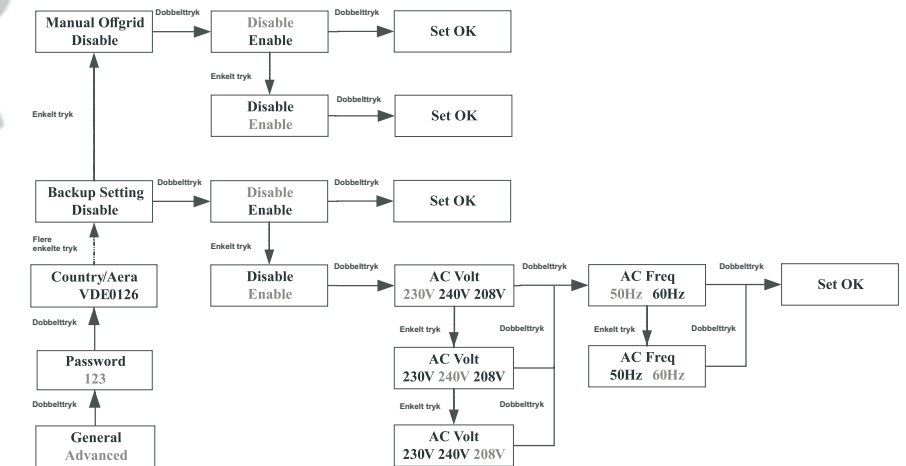 Manual Offgrid
Disable
Dobbelttryk
Disable
Enable
Dobbelttryk
Set OK
Enkelt tryk
Disable
Enable
Dobbelttryk
Set OK
Enkelt tryk
Backup Setting
Disable
Dobbelttryk
Disable
Enable
Dobbelttryk
Set OK
Flere
enkelte tryk
Enkelt tryk
Country/Aera
VDE0126
Disable
Enable
Dobbelttryk
AC Volt
230V 240V 208V
Dobbelttryk
AC Freq
50Hz 60Hz
Dobbelttryk
Set OK
Dobbelttryk
Enkelt tryk
Dobbelttryk
Enkelt tryk
Dobbelttryk
Password
123
AC Volt
230V 240V 208V
AC Freq
50Hz 60Hz
Dobbelttryk
Enkelt tryk
Dobbelttryk
General
Advanced
AC Volt
230V 240V 208V